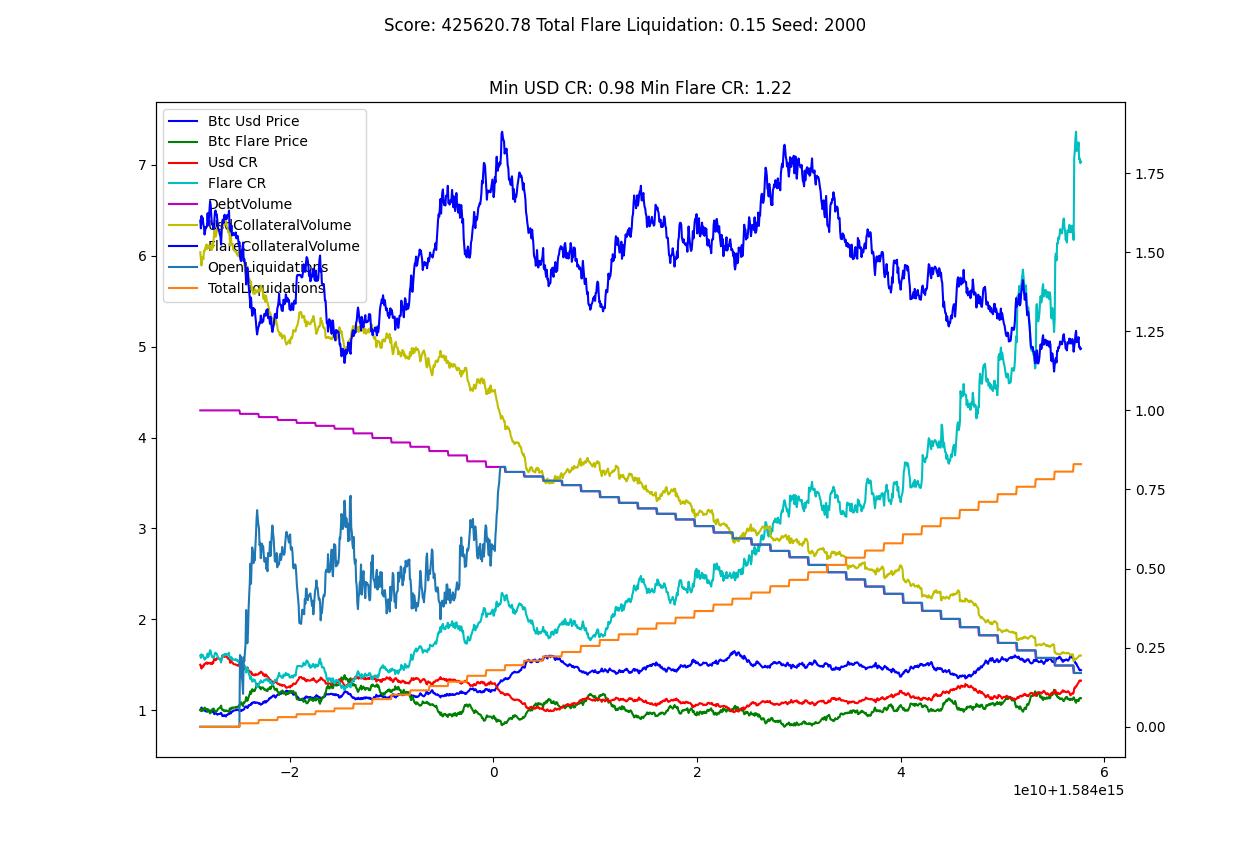 Score: 425620.78 Total Flare Liquidation: 0.15 Seed: 2000
Min USD CR: 0.98 Min Flare CR: 1.22
Btc Usd Price
Btc Flare Price
Usd CR
Flare CR
DebtVolume
UsdCollateralVolume
FlareCollateralVolume
OpenLiquidations
TotalLiquidations
7
6
5
4
3
2
1
1.75
1.50
1.25
1.00
0.75
0.50
0.25
0.00
−2
0
2
4
6
1e10+1.584e15